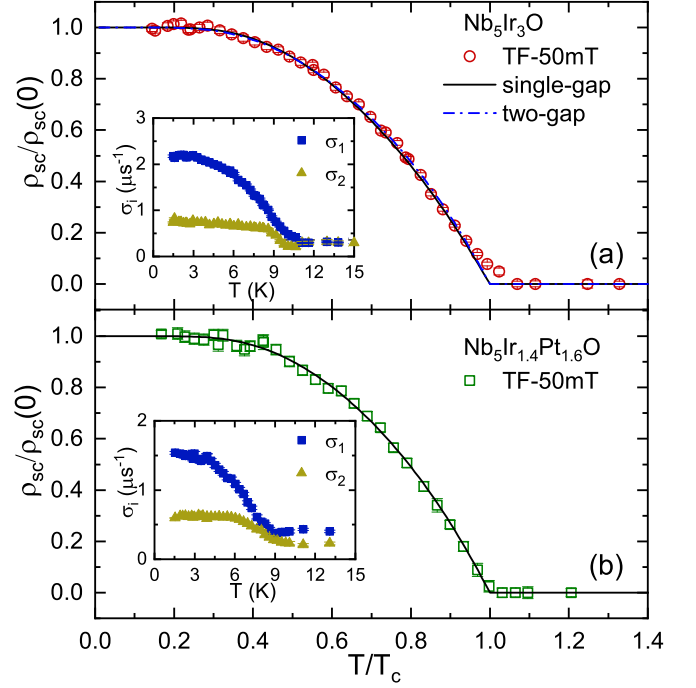 Nb₅Ir₃O
TF-50mT
single-gap
two-gap
1.0
0.8
0.6
0.4
0.2
0.0
ρsc/ρsc(0)
3
2
1
0
σi (μs⁻¹)
σ₁
σ₂
0 3 6 9 12 15
T (K)
(a)
Nb₅Ir₁.₄Pt₁.₆O
TF-50mT
1.0
0.8
0.6
0.4
0.2
0.0
ρsc/ρsc(0)
2
1
0
σi (μs⁻¹)
σ₁
σ₂
0 3 6 9 12 15
T (K)
(b)
0.0 0.2 0.4 0.6 0.8 1.0 1.2 1.4
T/Tc